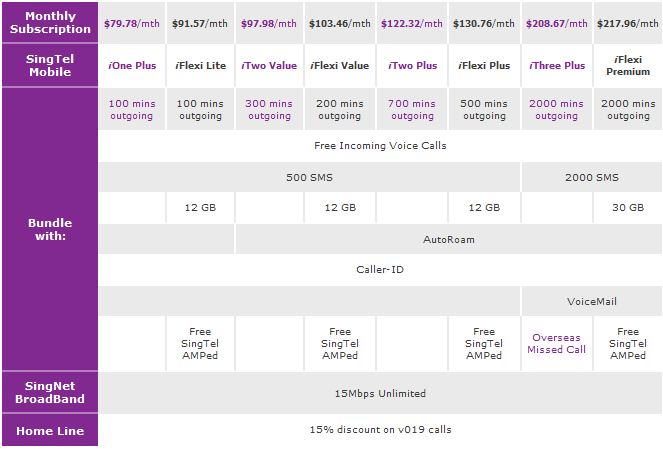 Monthly Subscription $79.78/mth $91.57/mth $97.98/mth $103.46/mth $122.32/mth $130.76/mth $208.67/mth $217.96/mth
SingTel Mobile iOne Plus iFlexi Lite iTwo Value iFlexi Value iTwo Plus iFlexi Plus iThree Plus iFlexi Premium
Bundle with:
100 mins outgoing 100 mins outgoing 300 mins outgoing 200 mins outgoing 700 mins outgoing 500 mins outgoing 2000 mins outgoing 2000 mins outgoing
Free Incoming Voice Calls
500 SMS 2000 SMS
12 GB 12 GB 12 GB 30 GB
AutoRoam
Caller-ID
VoiceMail
Free SingTel AMPed Free SingTel AMPed Free SingTel AMPed Overseas Missed Call Free SingTel AMPed
SingNet BroadBand 15Mbps Unlimited
Home Line 15% discount on v019 calls